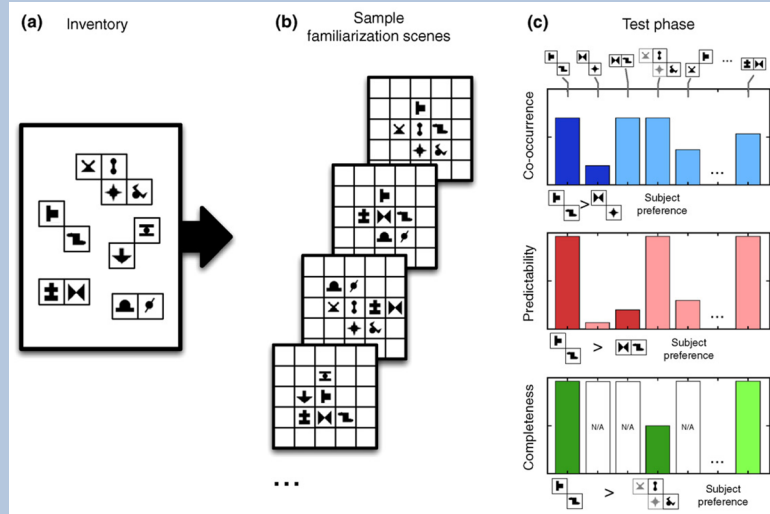 (a) Inventory
(b) Sample
familiarization scenes
...
(c) Test phase
...
Co-occurrence
...
> Subject
preference
Predictability
...
> Subject
preference
Completeness
N/A N/A N/A
...
> Subject
preference